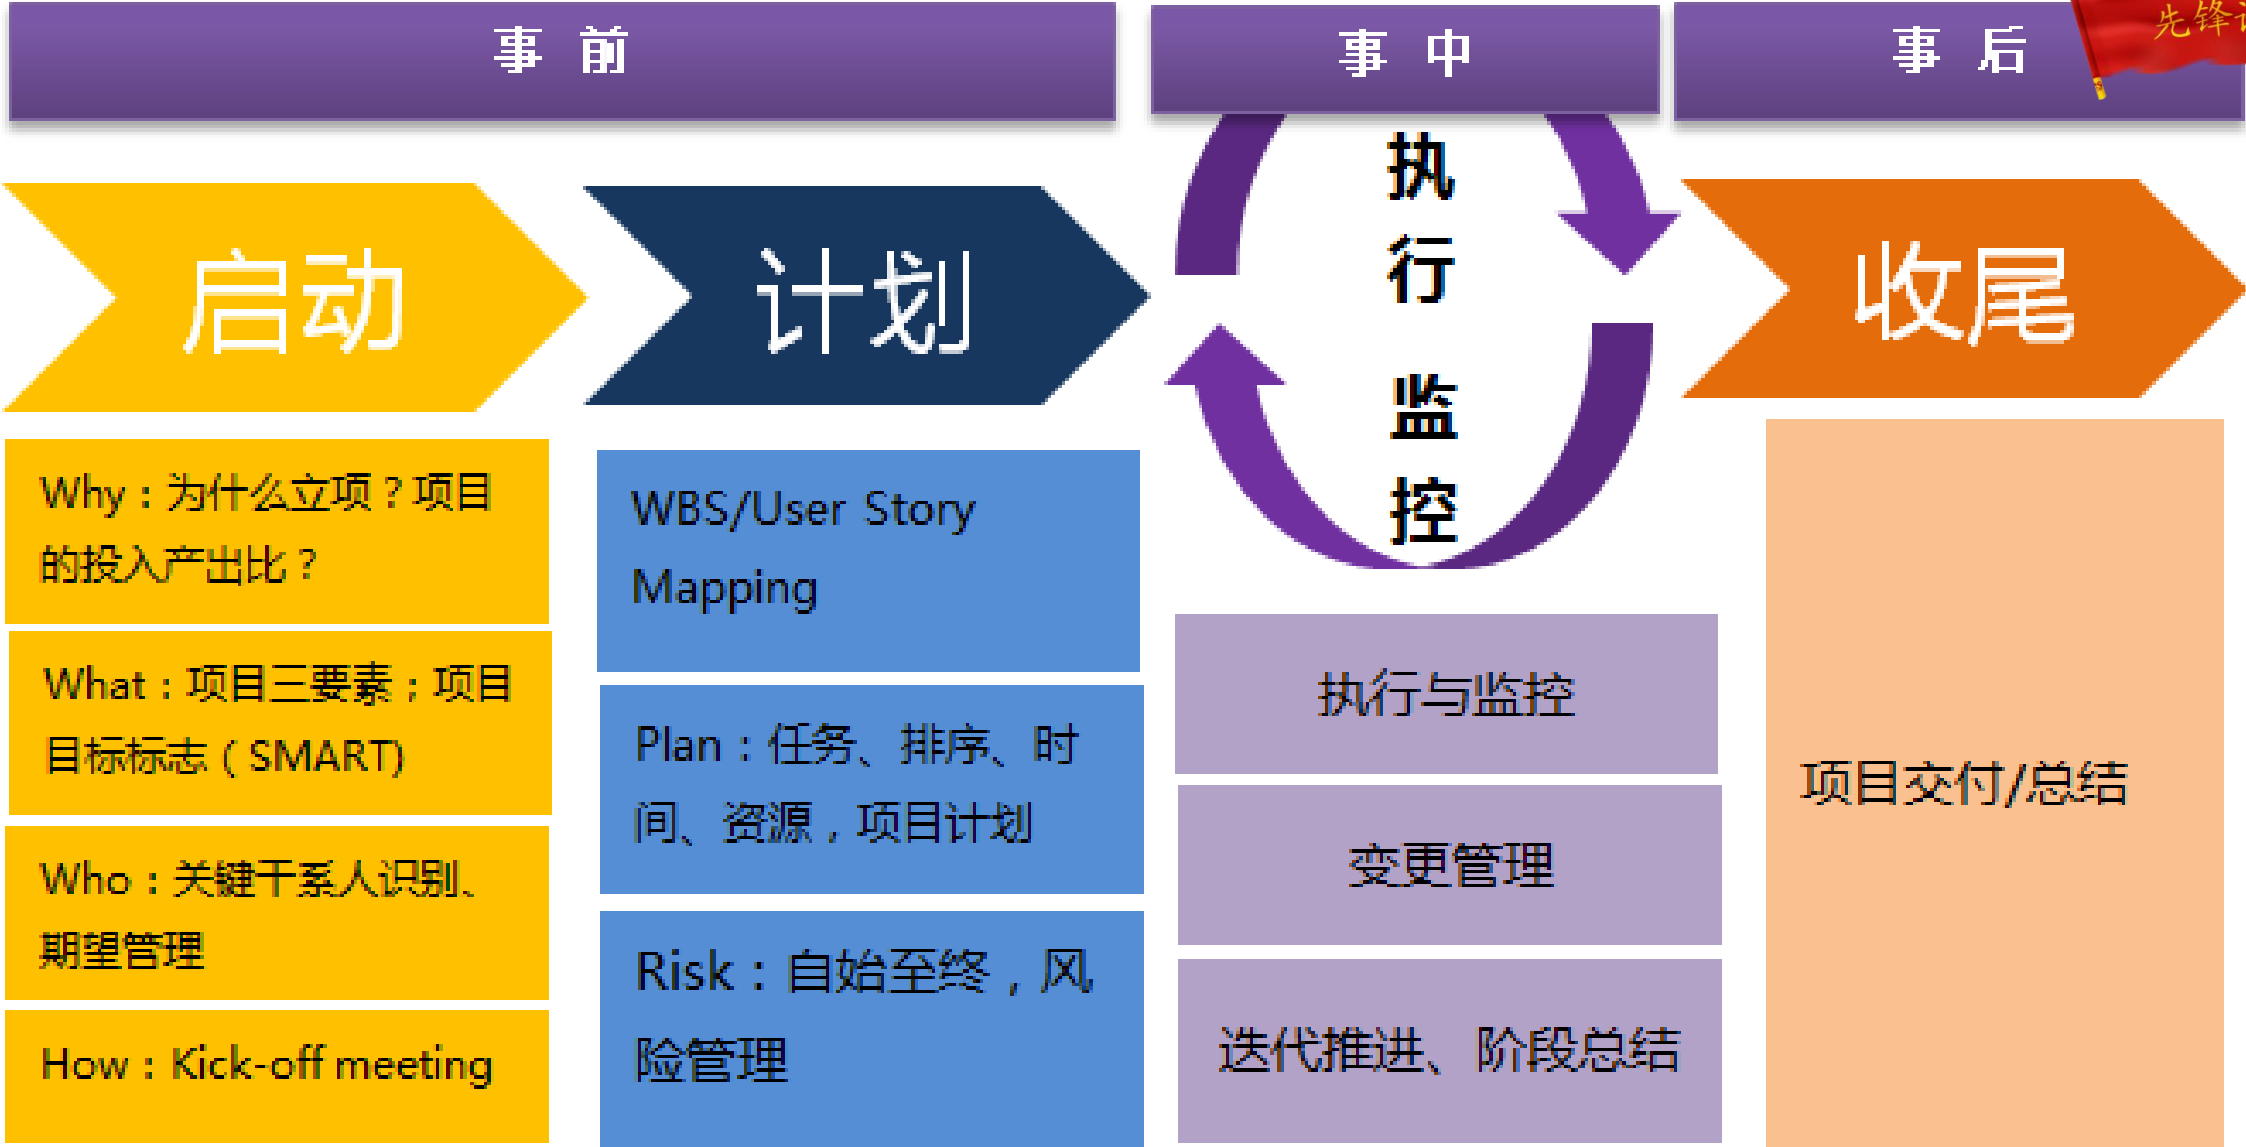 事 前
事 中
事 后
先锋
启动
计划
执
行
监
控
收尾
Why：为什么立项？项目
的投入产出比？
What：项目三要素；项目
目标标志（SMART)
Who：关键干系人识别、
期望管理
How：Kick-off meeting
WBS/User Story
Mapping
Plan：任务、排序、时
间、资源，项目计划
Risk：自始至终，风
险管理
执行与监控
变更管理
迭代推进、阶段总结
项目交付/总结